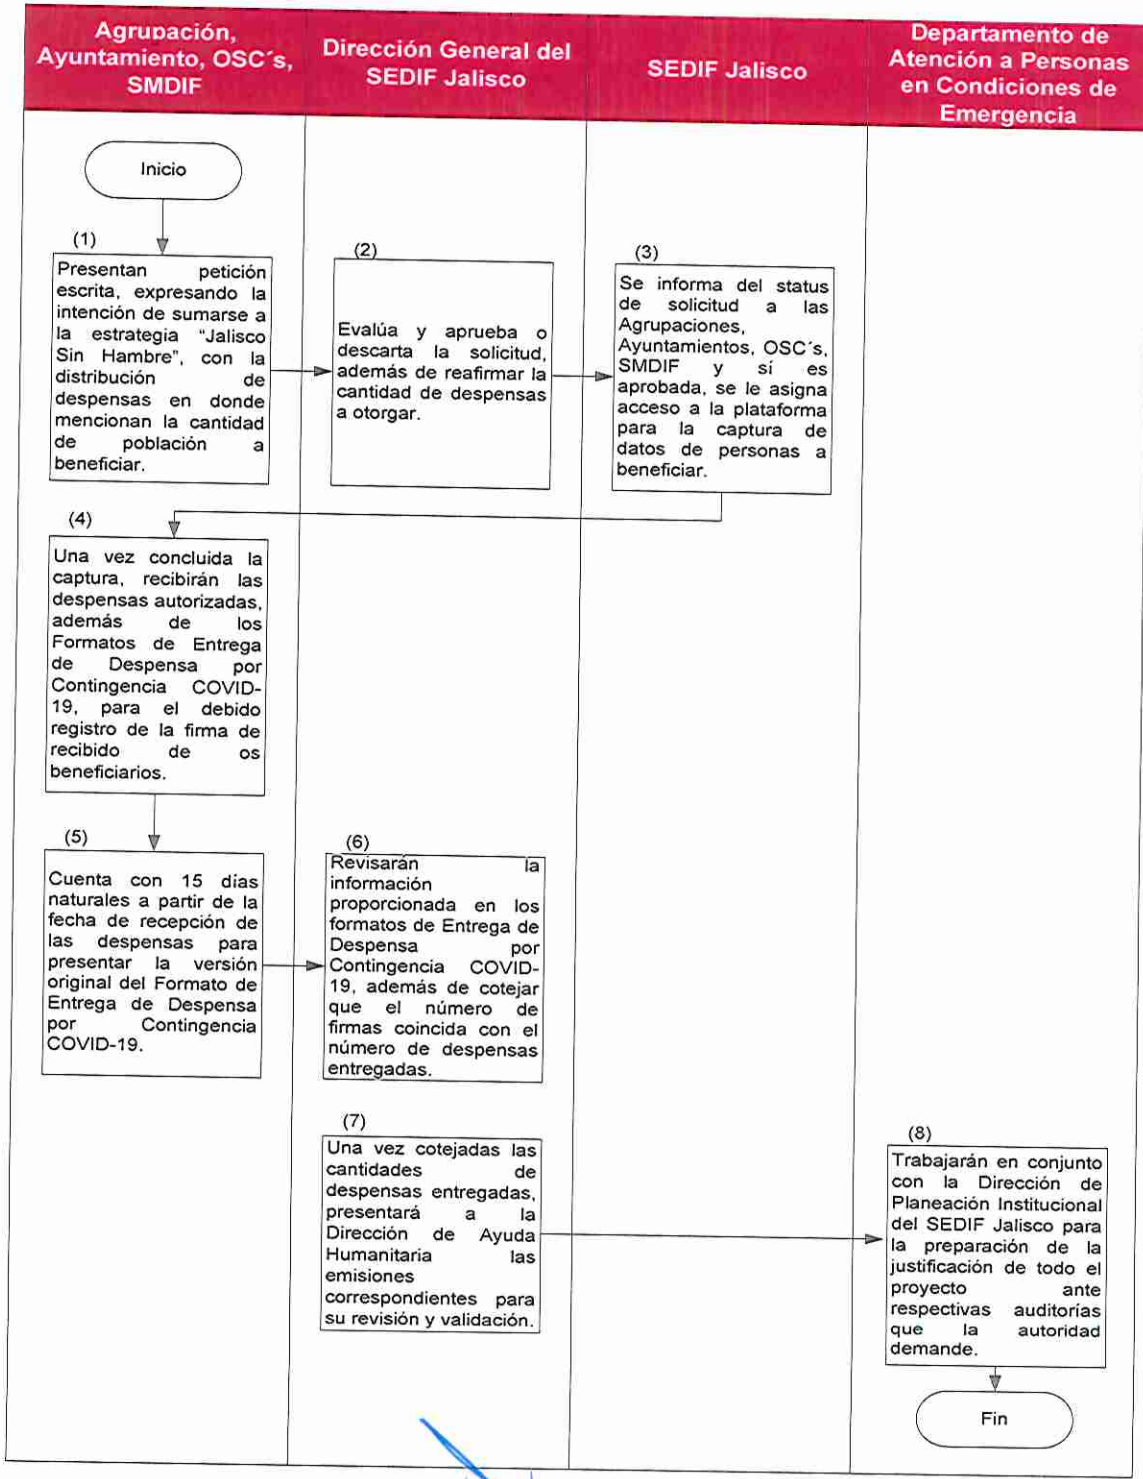 Agrupación,
Ayuntamiento, OSC´s,
SMDIF
Dirección General del
SEDIF Jalisco
SEDIF Jalisco
Departamento de
Atención a Personas
en Condiciones de
Emergencia
Inicio
(1)
Presentan petición
escrita, expresando la
intención de sumarse a
la estrategia “Jalisco
Sin Hambre”, con la
distribución de
despensas en donde
mencionan la cantidad
de población a
beneficiar.
(2)
Evalúa y aprueba o
descarta la solicitud,
además de reafirmar la
cantidad de despensas
a otorgar.
(3)
Se informa del status
de solicitud a las
Agrupaciones,
Ayuntamientos, OSC´s,
SMDIF y sí es
aprobada, se le asigna
acceso a la plataforma
para la captura de
datos de personas a
beneficiar.
(4)
Una vez concluida la
captura, recibirán las
despensas autorizadas,
además de los
Formatos de Entrega
de Despensa por
Contingencia COVID-
19, para el debido
registro de la firma de
recibido de os
beneficiarios.
(5)
Cuenta con 15 días
naturales a partir de la
fecha de recepción de
las despensas para
presentar la versión
original del Formato de
Entrega de Despensa
por Contingencia
COVID-19.
(6)
Revisarán la
información
proporcionada en los
formatos de Entrega de
Despensa por
Contingencia COVID-
19, además de cotejar
que el número de
firmas coincida con el
número de despensas
entregadas.
(7)
Una vez cotejadas las
cantidades de
despensas entregadas,
presentará a la
Dirección de Ayuda
Humanitaria las
emisiones
correspondientes para
su revisión y validación.
(8)
Trabajarán en conjunto
con la Dirección de
Planeación Institucional
del SEDIF Jalisco para
la preparación de la
justificación de todo el
proyecto ante
respectivas auditorías
que la autoridad
demande.
Fin